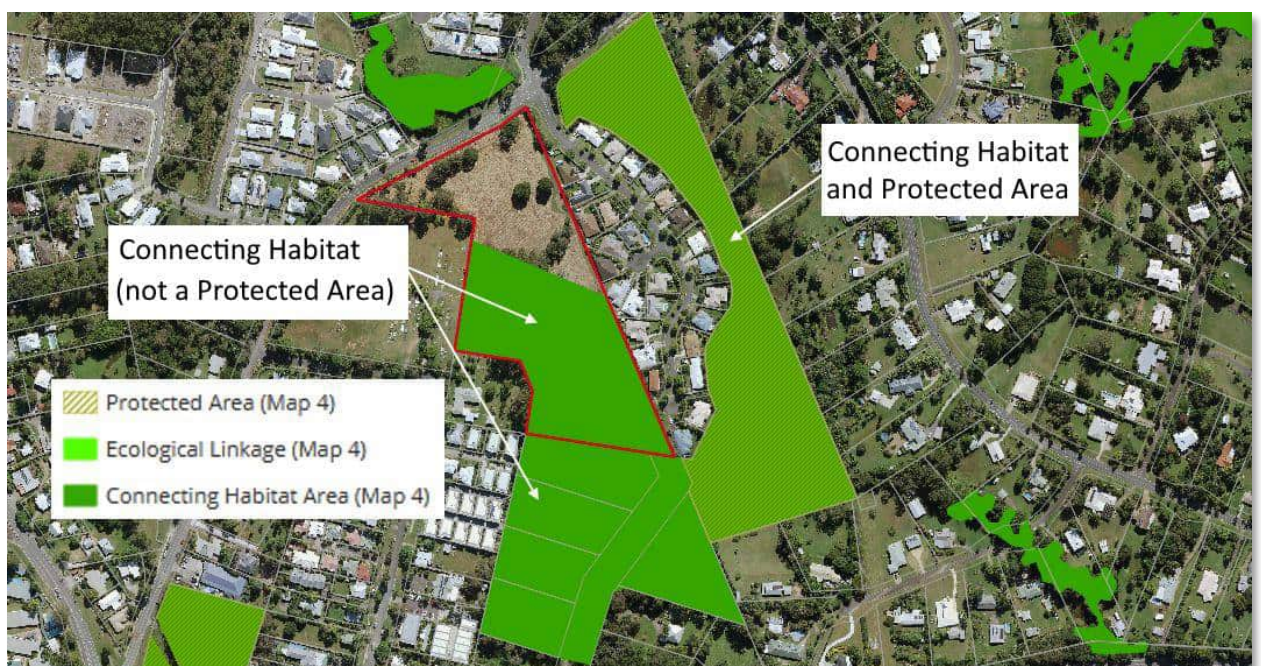 Connecting Habitat
and Protected Area
Connecting Habitat
(not a Protected Area)
Protected Area (Map 4)
Ecological Linkage (Map 4)
Connecting Habitat Area (Map 4)